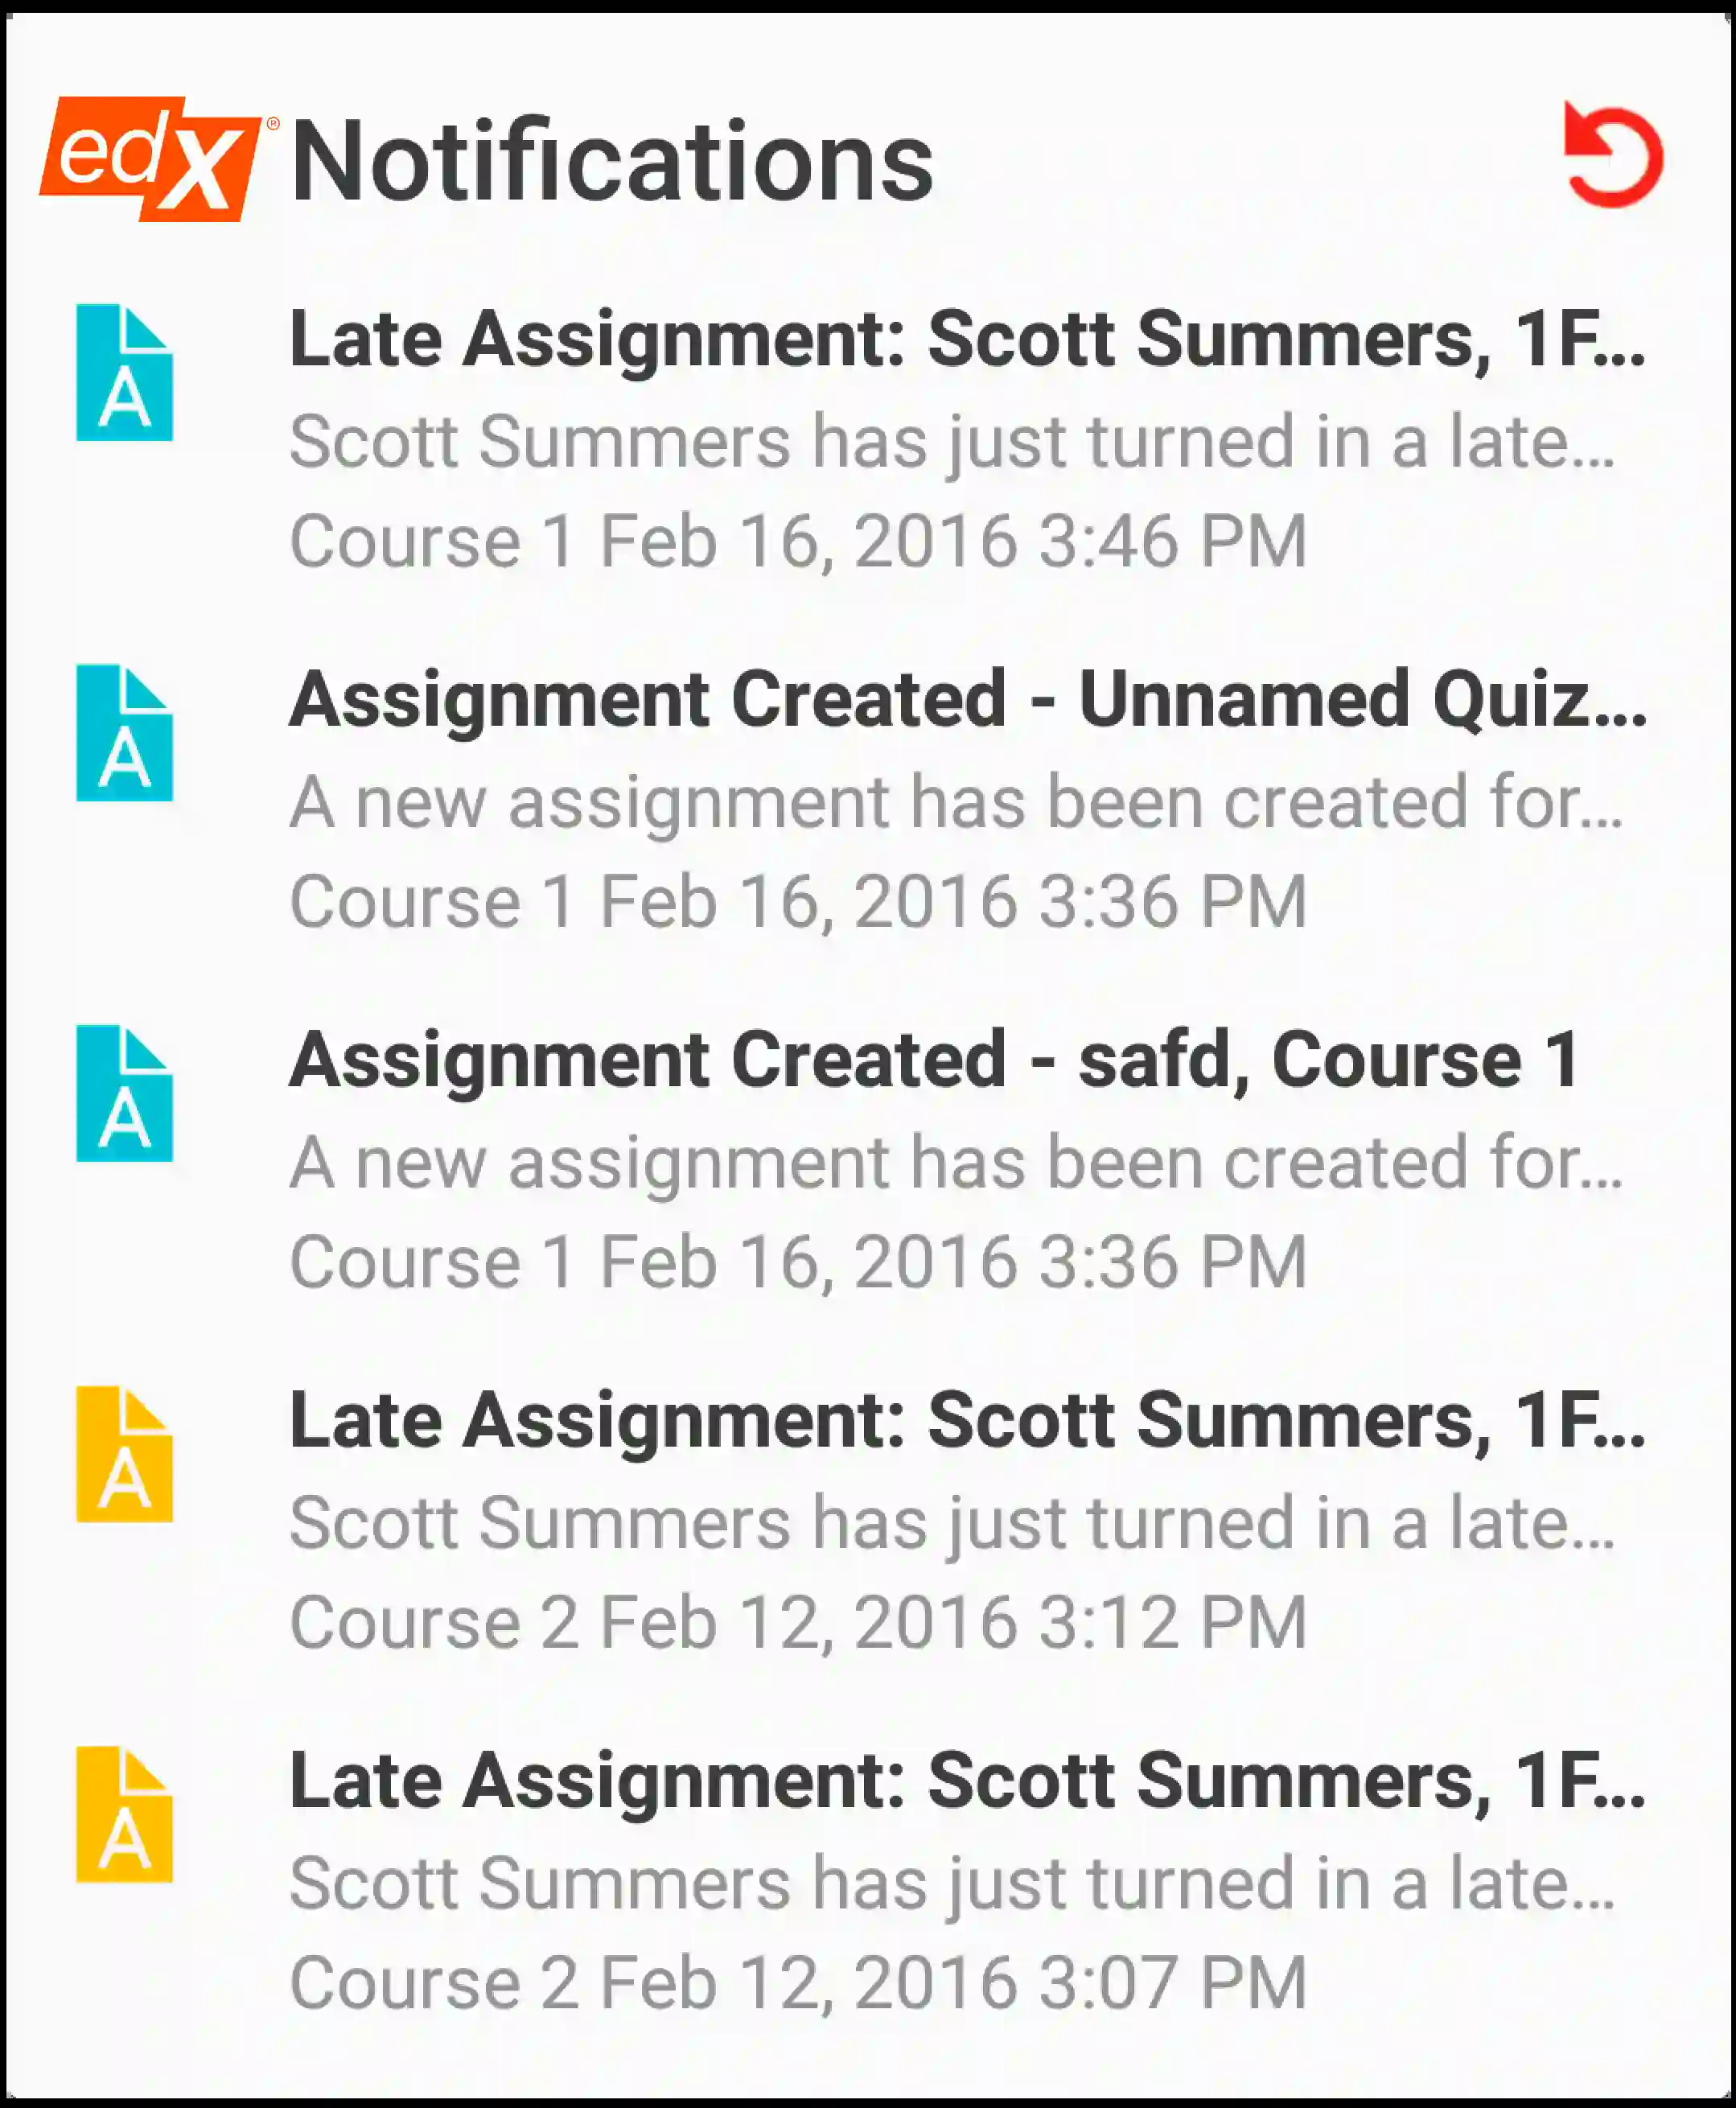 edX® Notifications
A
Late Assignment: Scott Summers, 1F...
Scott Summers has just turned in a late...
Course 1 Feb 16, 2016 3:46 PM
A
Assignment Created - Unnamed Quiz...
A new assignment has been created for...
Course 1 Feb 16, 2016 3:36 PM
A
Assignment Created - safd, Course 1
A new assignment has been created for...
Course 1 Feb 16, 2016 3:36 PM
A
Late Assignment: Scott Summers, 1F...
Scott Summers has just turned in a late...
Course 2 Feb 12, 2016 3:12 PM
A
Late Assignment: Scott Summers, 1F...
Scott Summers has just turned in a late...
Course 2 Feb 12, 2016 3:07 PM